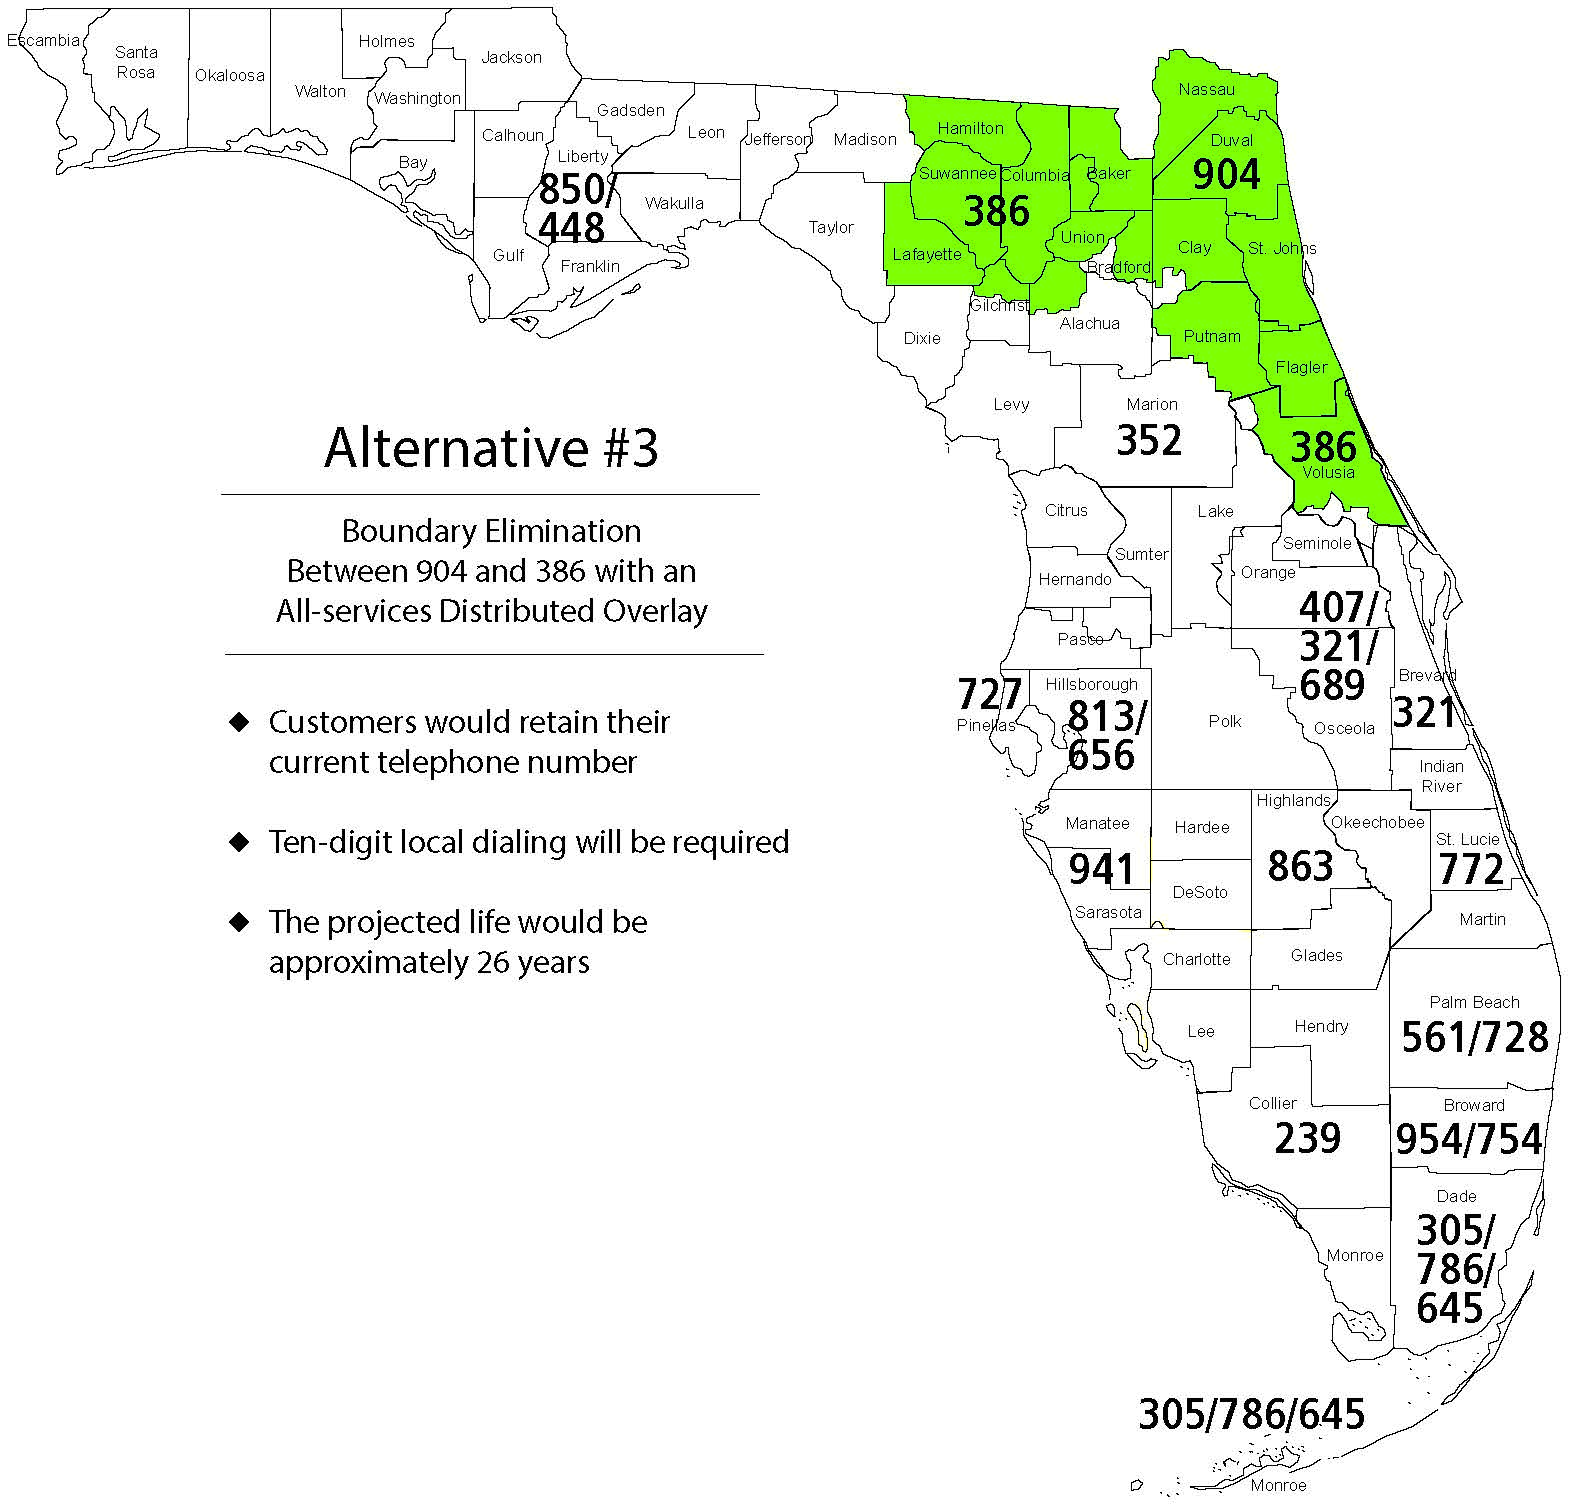 Escambia
Santa
Rosa
Okaloosa
Walton
Holmes
Washington
Jackson
Bay
Calhoun
Gulf
Gadsden
Liberty
850/
448
Franklin
Leon
Wakulla
Jefferson
Madison
Taylor
Hamilton
Suwannee
Columbia
386
Lafayette
Baker
Union
Bradford
Nassau
Duval
904
Clay
St. Johns
Gilchrist
Alachua
Dixie
Putnam
Flagler
Levy
Marion
352
386
Volusia
Alternative #3
Boundary Elimination
Between 904 and 386 with an
All-services Distributed Overlay
◆ Customers would retain their
current telephone number
◆ Ten-digit local dialing will be required
◆ The projected life would be
approximately 26 years
Citrus
Sumter
Lake
Hernando
Pasco
Seminole
Orange
407/
321/
689
Osceola
Brevard
321
727
Pinellas
Hillsborough
813/
656
Polk
Indian
River
Manatee
941
Sarasota
Hardee
DeSoto
Highlands
863
Okeechobee
St. Lucie
772
Martin
Charlotte
Glades
Lee
Hendry
Palm Beach
561/728
Collier
239
Broward
954/754
Dade
305/
786/
645
Monroe
305/786/645
Monroe